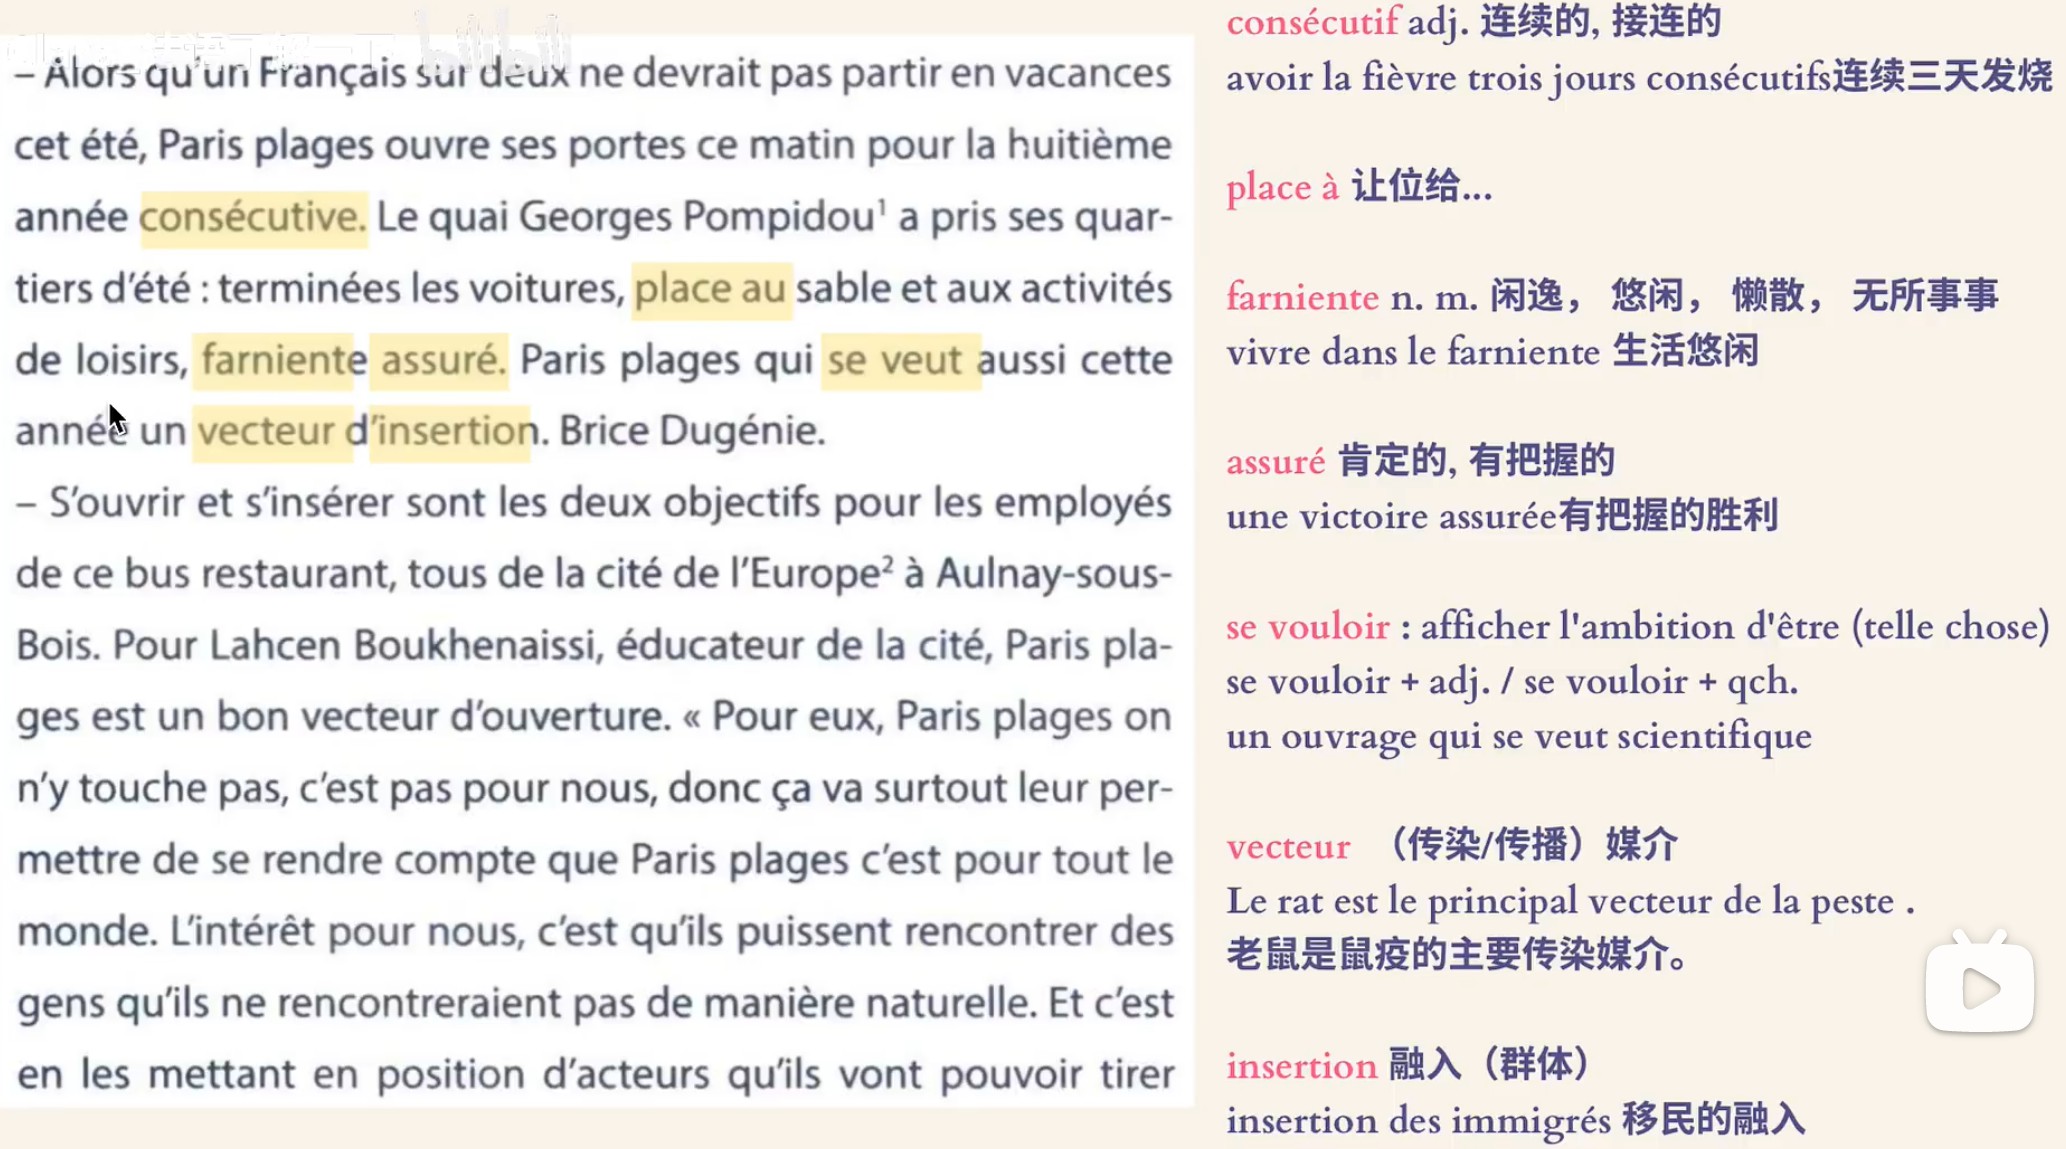 – Alors qu'un Français sur deux ne devrait pas partir en vacances
cet été, Paris plages ouvre ses portes ce matin pour la huitième
année consécutive. Le quai Georges Pompidou¹ a pris ses quar-
tiers d'été : terminées les voitures, place au sable et aux activités
de loisirs, farniente assuré. Paris plages qui se veut aussi cette
année un vecteur d'insertion. Brice Dugénie.
– S'ouvrir et s'insérer sont les deux objectifs pour les employés
de ce bus restaurant, tous de la cité de l'Europe² à Aulnay-sous-
Bois. Pour Lahcen Boukhenaissi, éducateur de la cité, Paris pla-
ges est un bon vecteur d'ouverture. « Pour eux, Paris plages on
n'y touche pas, c'est pas pour nous, donc ça va surtout leur per-
mettre de se rendre compte que Paris plages c'est pour tout le
monde. L'intérêt pour nous, c'est qu'ils puissent rencontrer des
gens qu'ils ne rencontreraient pas de manière naturelle. Et c'est
en les mettant en position d'acteurs qu'ils vont pouvoir tirer
consécutif adj. 连续的, 接连的
avoir la fièvre trois jours consécutifs连续三天发烧
place à 让位给...
farniente n. m. 闲逸， 悠闲， 懒散， 无所事事
vivre dans le farniente 生活悠闲
assuré 肯定的, 有把握的
une victoire assurée有把握的胜利
se vouloir : afficher l'ambition d'être (telle chose)
se vouloir + adj. / se vouloir + qch.
un ouvrage qui se veut scientifique
vecteur （传染/传播）媒介
Le rat est le principal vecteur de la peste .
老鼠是鼠疫的主要传染媒介。
insertion 融入（群体）
insertion des immigrés 移民的融入
bilibili